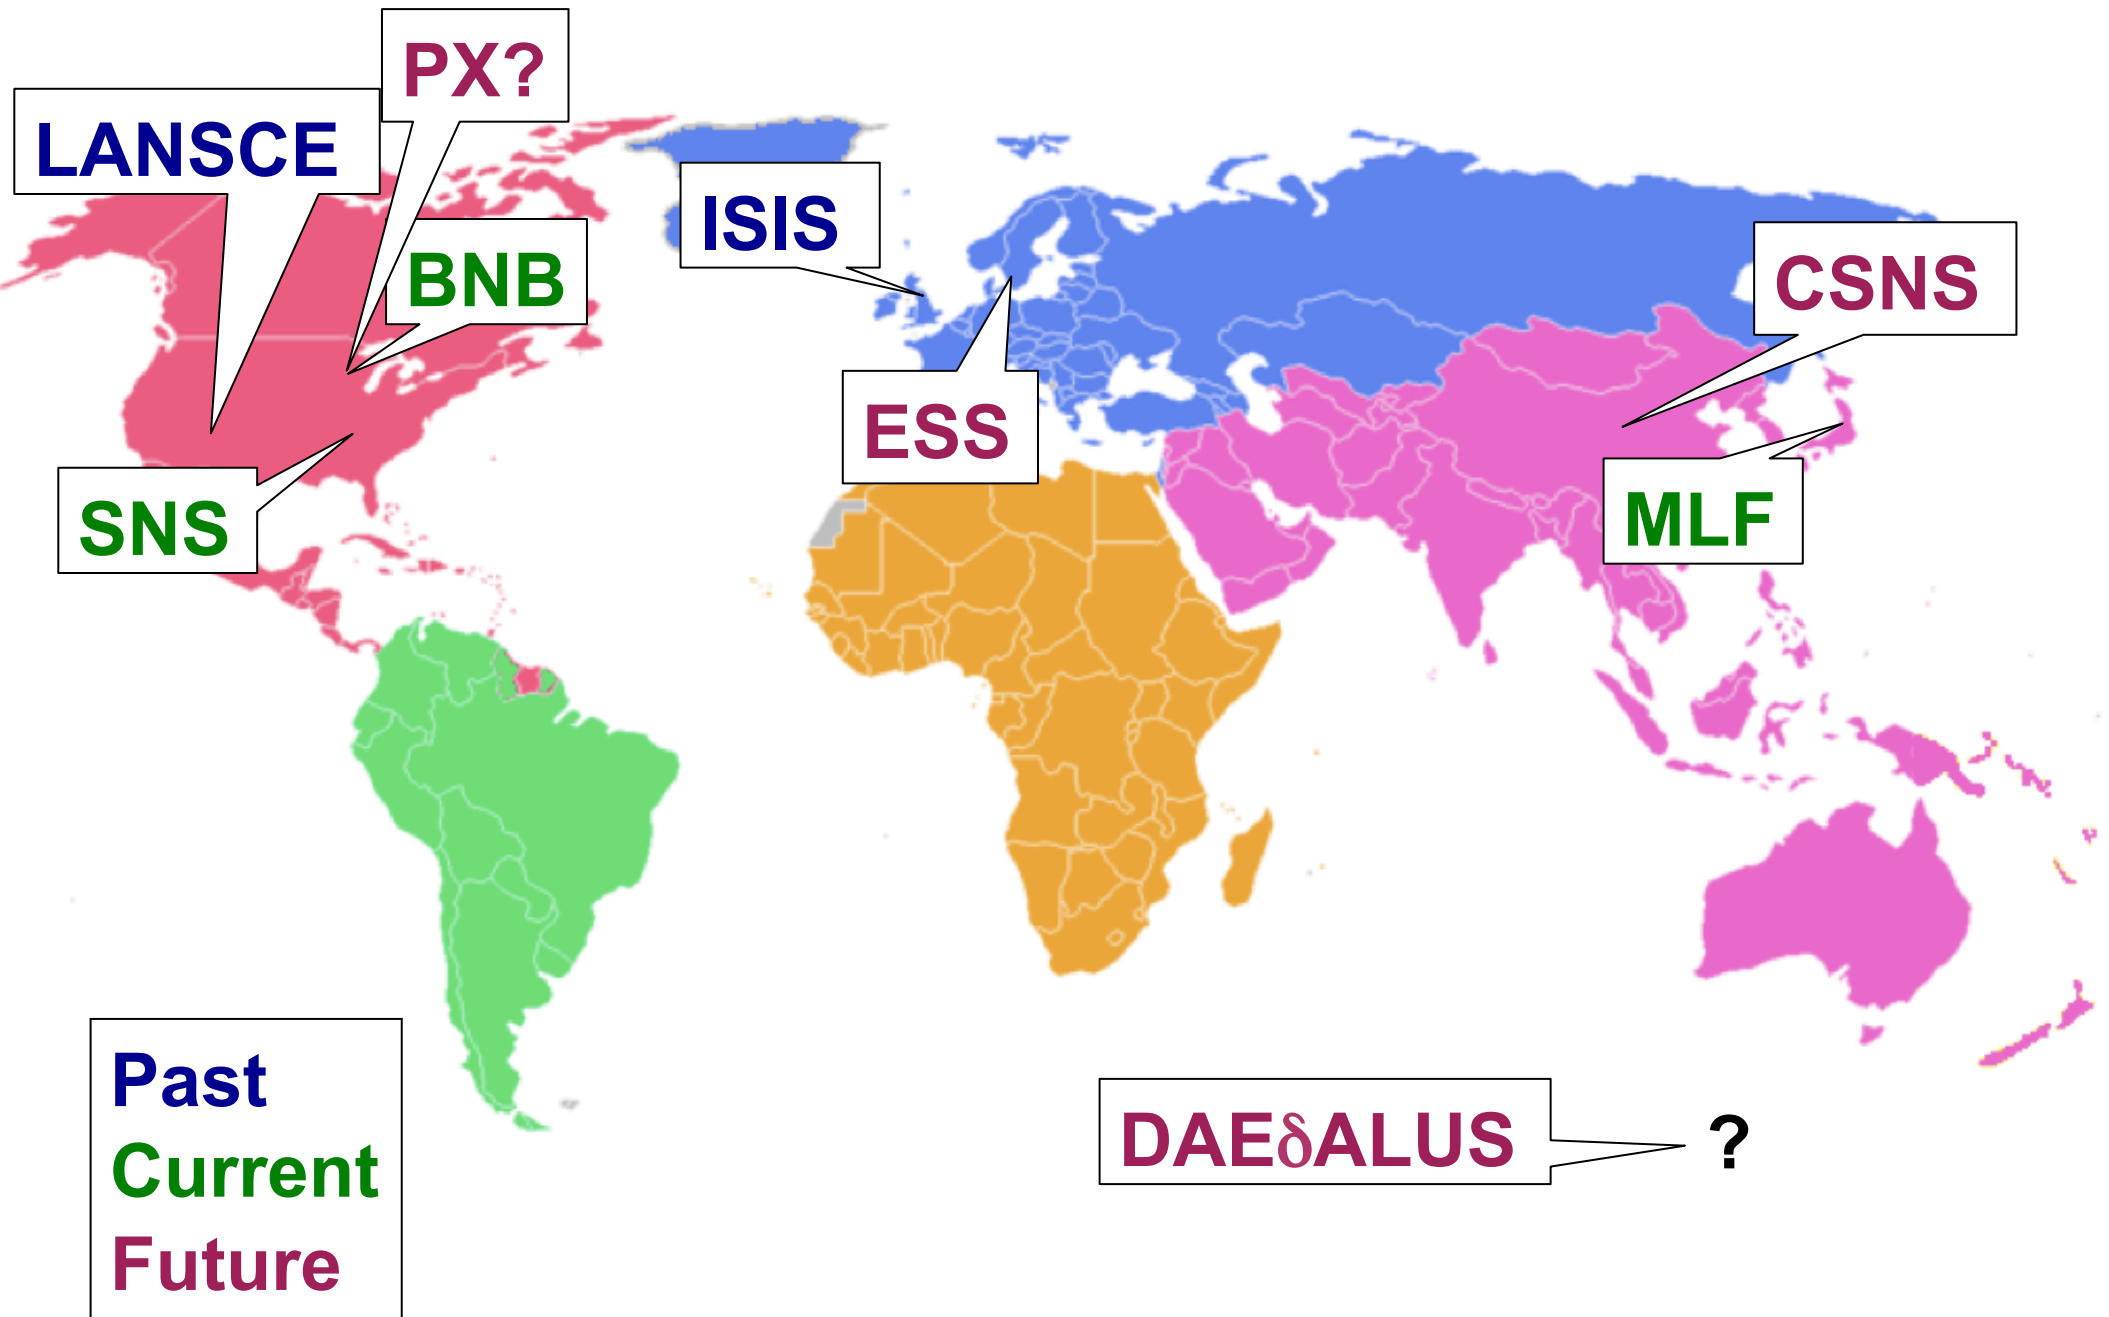 PX?
LANSCE
BNB
ISIS
CSNS
ESS
SNS
MLF
Past
Current
Future
DAEδALUS
?